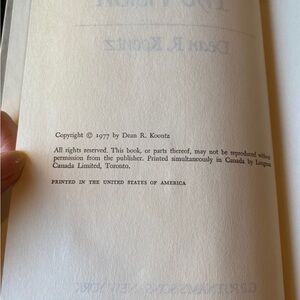 Copyright © 1977 by Dean R. Koontz
All rights reserved. This book, or parts thereof, may not be reproduced without
permission from the publisher. Printed simultaneously in Canada by Longman
Canada Limited, Toronto.
PRINTED IN THE UNITED STATES OF AMERICA